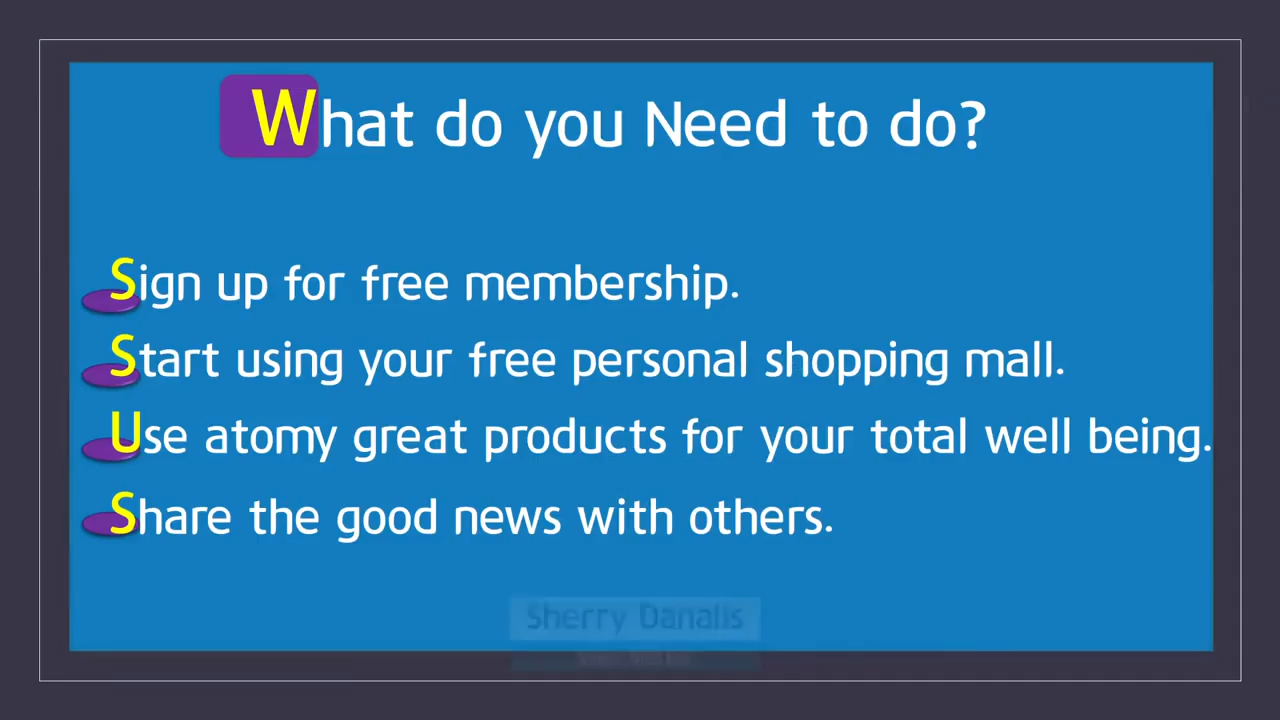 What do you Need to do?
Sign up for free membership.
Start using your free personal shopping mall.
Use atomy great products for your total well being.
Share the good news with others.
Sherry Danalis